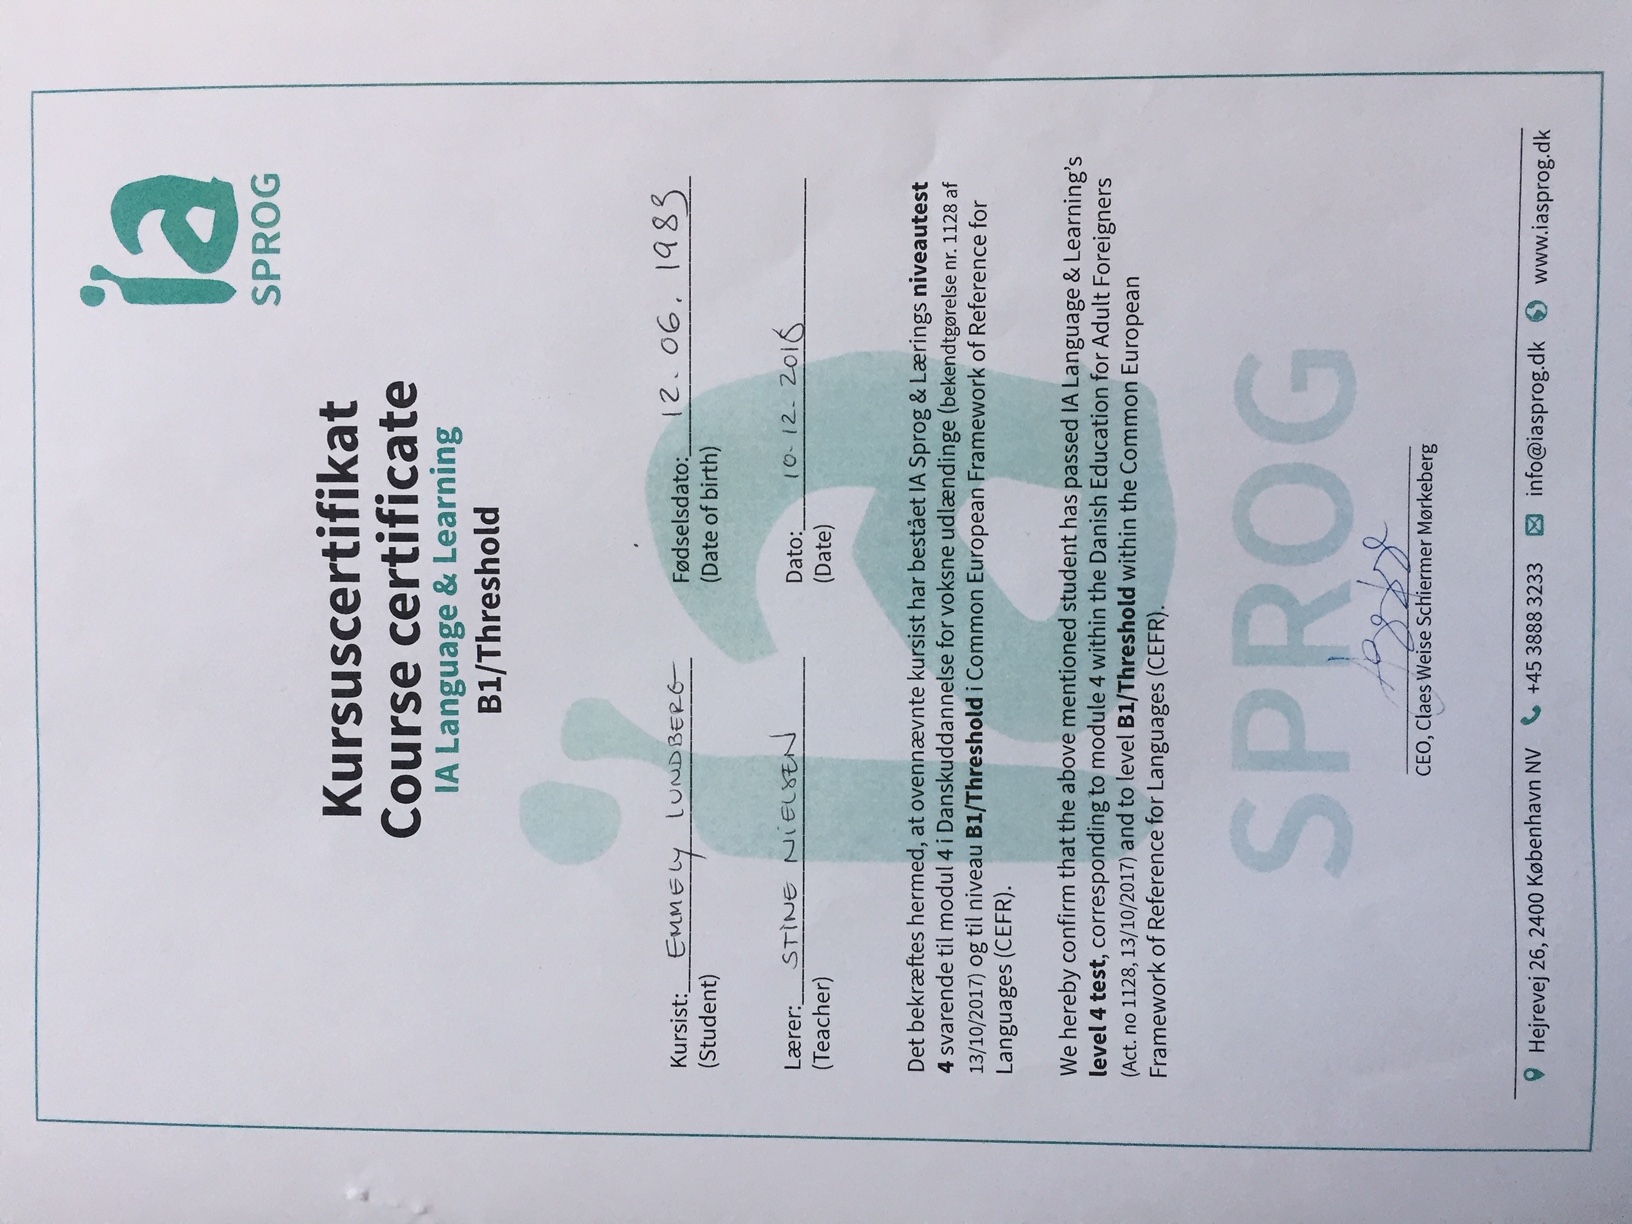 ia
SPROG
Kursuscertifikat
Course certificate
IA Language & Learning
B1/Threshold
Kursist: EMMELY LUNDBERG
(Student)
Fødselsdato: 12. 06. 1983
(Date of birth)
Lærer: STINE NIELSEN
(Teacher)
Dato: 10-12-2018
(Date)
Det bekræftes hermed, at ovennævnte kursist har bestået IA Sprog & Lærings niveautest
4 svarende til modul 4 i Danskuddannelse for voksne udlændinge (bekendtgørelse nr. 1128 af
13/10/2017) og til niveau B1/Threshold i Common European Framework of Reference for
Languages (CEFR).
We hereby confirm that the above mentioned student has passed IA Language & Learning's
level 4 test, corresponding to module 4 within the Danish Education for Adult Foreigners
(Act. no 1128, 13/10/2017) and to level B1/Threshold within the Common European
Framework of Reference for Languages (CEFR).
ia
SPROG
CEO, Claes Weise Schiermer Mørkeberg
Hejrevej 26, 2400 København NV +45 3888 3233 info@iasprog.dk www.iasprog.dk